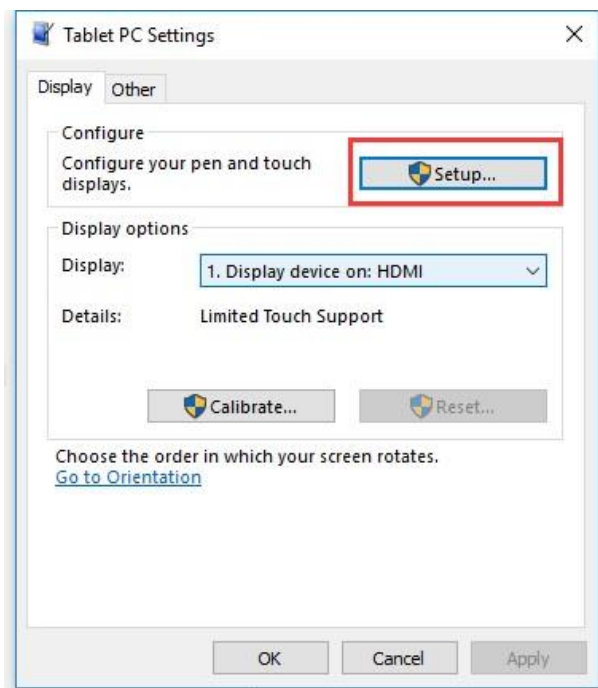 Tablet PC Settings
Display
Other
Configure
Configure your pen and touch
displays.
Setup...
Display options
Display:
1. Display device on: HDMI
Details:
Limited Touch Support
Calibrate...
Reset...
Choose the order in which your screen rotates.
Go to Orientation
OK
Cancel
Apply